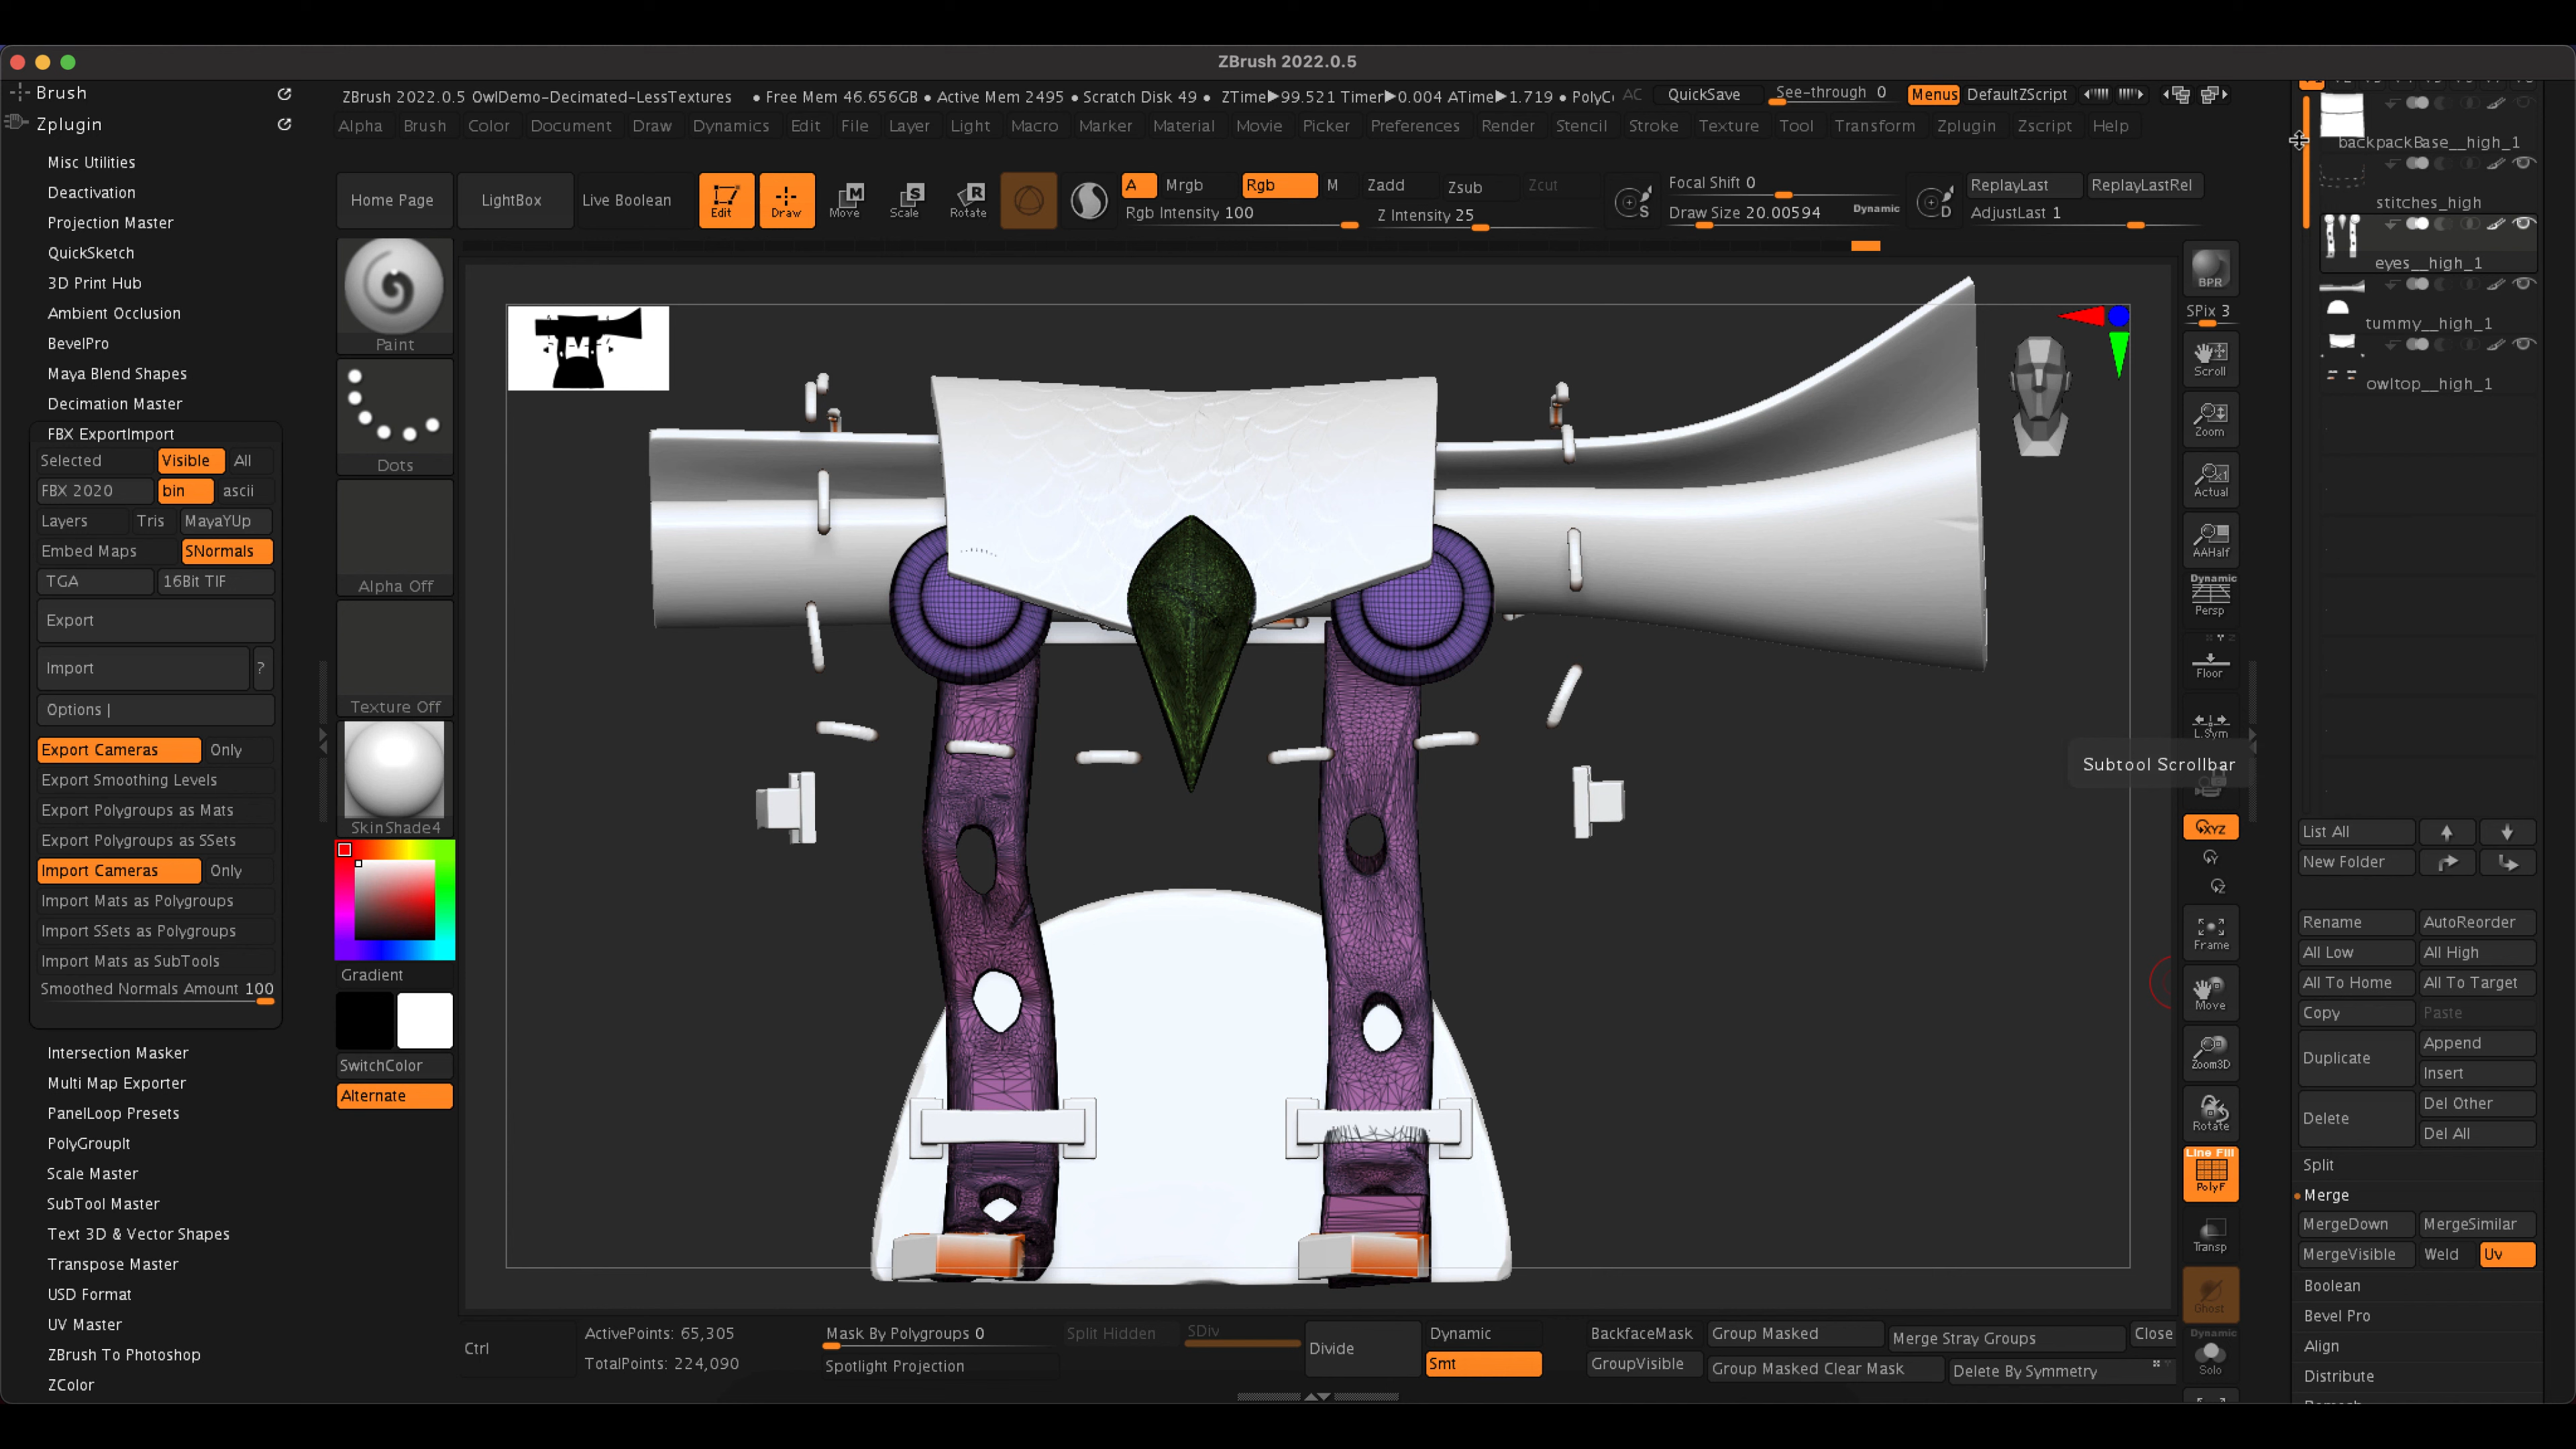 ZBrush 2022.0.5
Brush
Zplugin
ZBrush 2022.0.5 OwlDemo-Decimated-LessTextures • Free Mem 46.656GB • Active Mem 2495 • Scratch Disk 49 • ZTime▶99.521 Timer▶0.004 ATime▶1.719 • PolyC
AC QuickSave See-through 0 Menus DefaultZScript
Alpha Brush Color Document Draw Dynamics Edit File Layer Light Macro Marker Material Movie Picker Preferences Render Stencil Stroke Texture Tool Transform Zplugin Zscript Help
Misc Utilities
Deactivation
Projection Master
QuickSketch
3D Print Hub
Ambient Occlusion
BevelPro
Maya Blend Shapes
Decimation Master
FBX ExportImport
Selected Visible All
FBX 2020 bin ascii
Layers Tris MayaYUp
Embed Maps SNormals
TGA 16Bit TIF
Export
Import ?
Options |
Export Cameras Only
Export Smoothing Levels
Export Polygroups as Mats
Export Polygroups as SSets
Import Cameras Only
Import Mats as Polygroups
Import SSets as Polygroups
Import Mats as SubTools
Smoothed Normals Amount 100
Intersection Masker
Multi Map Exporter
PanelLoop Presets
PolyGroupIt
Scale Master
SubTool Master
Text 3D & Vector Shapes
Transpose Master
USD Format
UV Master
ZBrush To Photoshop
ZColor
Home Page LightBox Live Boolean
Edit Draw Move Scale Rotate
A Mrgb Rgb M Zadd Zsub Zcut
Rgb Intensity 100 Z Intensity 25
S Focal Shift 0
Draw Size 20.00594 Dynamic
D ReplayLast ReplayLastRel
AdjustLast 1
Paint
Dots
Alpha Off
Texture Off
SkinShade4
Gradient
SwitchColor
Alternate
BPR
SPix 3
Scroll
Zoom
Actual
AAHalf
Dynamic
Persp
Floor
L.Sym
Subtool Scrollbar
XYZ
Y
Z
Frame
Move
Zoom3D
Rotate
Line Fill
PolyF
Transp
Ghost
Dynamic
Solo
backpackBase__high_1
stitches_high
eyes__high_1
tummy__high_1
owltop__high_1
List All
New Folder
Rename AutoReorder
All Low All High
All To Home All To Target
Copy Paste
Duplicate Append
Insert
Delete Del Other
Del All
Split
Merge
MergeDown MergeSimilar
MergeVisible Weld Uv
Boolean
Bevel Pro
Align
Distribute
Ctrl
ActivePoints: 65,305
TotalPoints: 224,090
Mask By Polygroups 0
Spotlight Projection
Split Hidden SDiv
Divide
Dynamic
Smt
BackfaceMask Group Masked Merge Stray Groups Close
GroupVisible Group Masked Clear Mask Delete By Symmetry